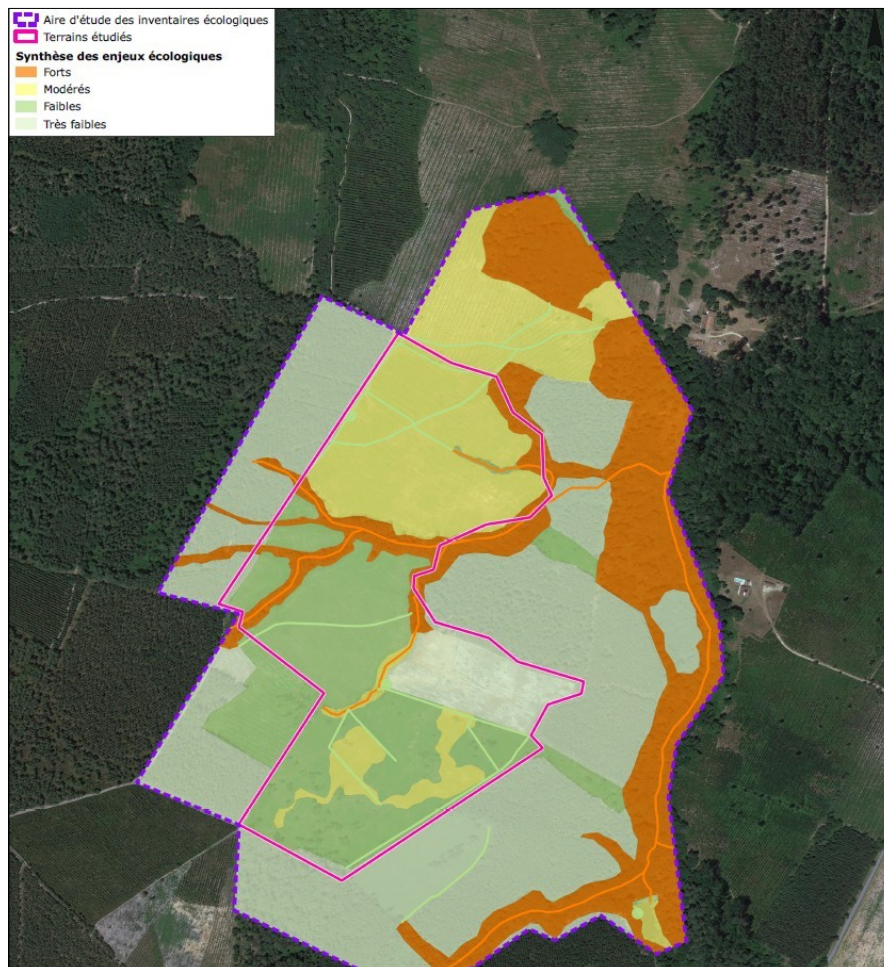 Aire d'étude des inventaires écologiques
Terrains étudiés
Synthèse des enjeux écologiques
Forts
Modérés
Faibles
Très faibles
N